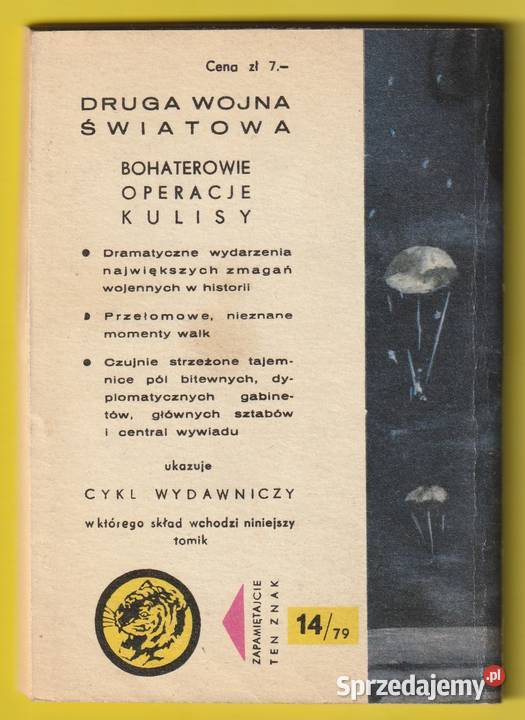 Cena zł 7.–
DRUGA WOJNA
ŚWIATOWA
BOHATEROWIE
OPERACJE
KULISY
● Dramatyczne wydarzenia
największych zmagań
wojennych w historii
● Przełomowe, nieznane
momenty walk
● Czujnie strzeżone tajem-
nice pól bitewnych, dy-
plomatycznych gabine-
tów, głównych sztabów
i central wywiadu
ukazuje
CYKL WYDAWNICZY
w którego skład wchodzi niniejszy
tomik
ZAPAMIĘTAJCIE
TEN ZNAK
14/79
Sprzedajemy.pl